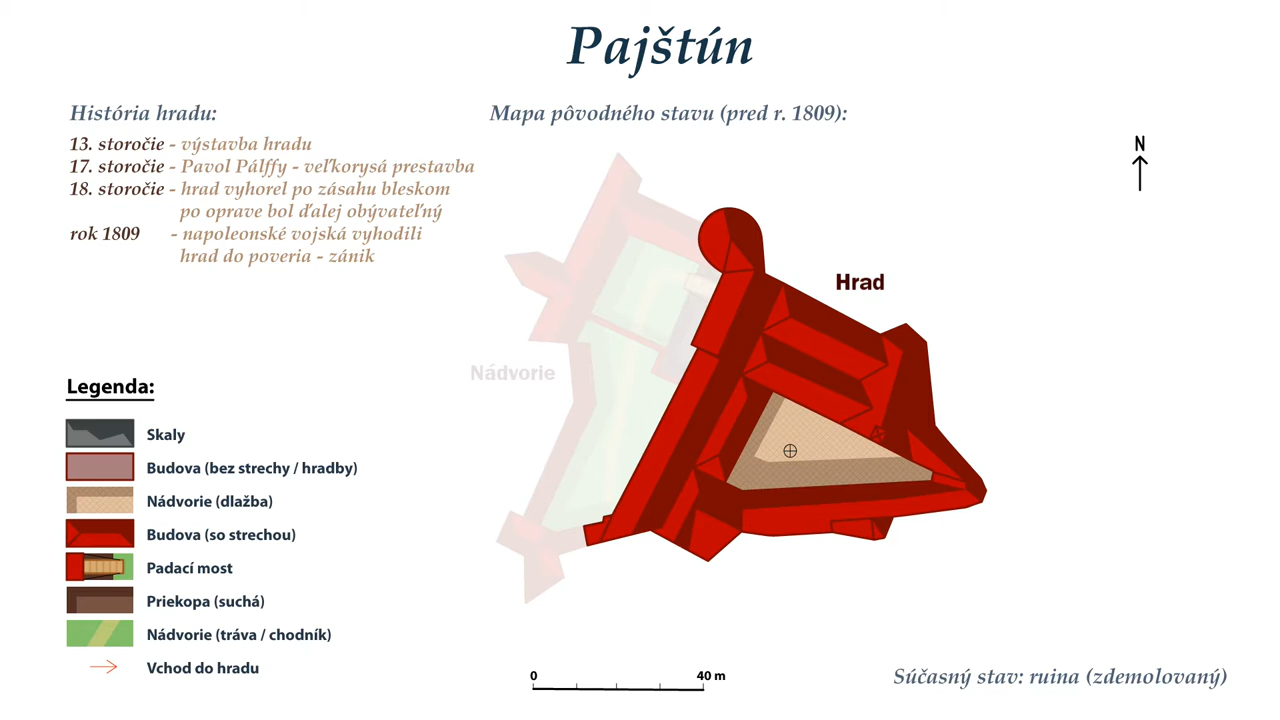 Pajštún
História hradu:
13. storočie - výstavba hradu
17. storočie - Pavol Pálffy - veľkorysá prestavba
18. storočie - hrad vyhorel po zásahu bleskom
po oprave bol ďalej obývateľný
rok 1809 - napoleonské vojská vyhodili
hrad do poveria - zánik
Mapa pôvodného stavu (pred r. 1809):
N
Hrad
Nádvorie
Legenda:
Skaly
Budova (bez strechy / hradby)
Nádvorie (dlažba)
Budova (so strechou)
Padací most
Priekopa (suchá)
Nádvorie (tráva / chodník)
Vchod do hradu
0 40 m
Súčasný stav: ruina (zdemolovaný)